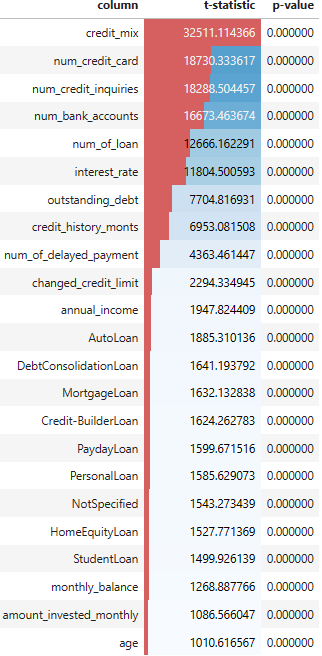 column t-statistic p-value
credit_mix 32511.114366 0.000000
num_credit_card 18730.333617 0.000000
num_credit_inquiries 18288.504457 0.000000
num_bank_accounts 16673.463674 0.000000
num_of_loan 12666.162291 0.000000
interest_rate 11804.500593 0.000000
outstanding_debt 7704.816931 0.000000
credit_history_monts 6953.081508 0.000000
num_of_delayed_payment 4363.461447 0.000000
changed_credit_limit 2294.334945 0.000000
annual_income 1947.824409 0.000000
AutoLoan 1885.310136 0.000000
DebtConsolidationLoan 1641.193792 0.000000
MortgageLoan 1632.132838 0.000000
Credit-BuilderLoan 1624.262783 0.000000
PaydayLoan 1599.671516 0.000000
PersonalLoan 1585.629073 0.000000
NotSpecified 1543.273439 0.000000
HomeEquityLoan 1527.771369 0.000000
StudentLoan 1499.926139 0.000000
monthly_balance 1268.887766 0.000000
amount_invested_monthly 1086.566047 0.000000
age 1010.616567 0.000000